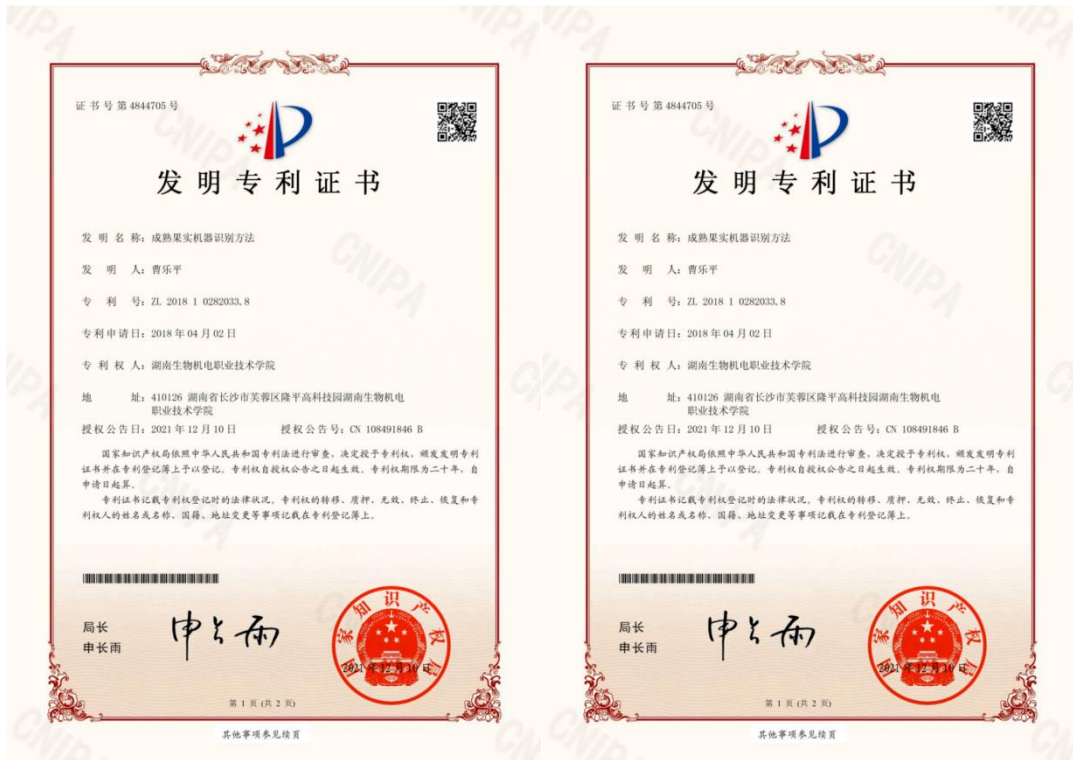 证书号第4844705号
发明专利证书
发 明 名 称：成熟果实机器识别方法
发 明 人：曹乐平
专 利 号：ZL 2018 1 0282033.8
专利申请日：2018年04月02日
专 利 权 人：湖南生物机电职业技术学院
地 址：410126 湖南省长沙市芙蓉区隆平高科技园湖南生物机电
职业技术学院
授权公告日：2021年12月10日 授权公告号：CN 108491846 B
国家知识产权局依照中华人民共和国专利法进行审查，决定授予专利权，颁发发明专利
证书并在专利登记簿上予以登记。专利权自授权公告之日起生效。专利权期限为二十年，自
申请日起算。
专利证书记载专利权登记时的法律状况。专利权的转移、质押、无效、终止、恢复和专
利权人的姓名或名称、国籍、地址变更等事项记载在专利登记簿上。
局长
申长雨
申长雨
国家知识产权局
2021年12月10日
第 1 页 (共 2 页)
其他事项参见续页
CNIPA
证书号第4844705号
发明专利证书
发 明 名 称：成熟果实机器识别方法
发 明 人：曹乐平
专 利 号：ZL 2018 1 0282033.8
专利申请日：2018年04月02日
专 利 权 人：湖南生物机电职业技术学院
地 址：410126 湖南省长沙市芙蓉区隆平高科技园湖南生物机电
职业技术学院
授权公告日：2021年12月10日 授权公告号：CN 108491846 B
国家知识产权局依照中华人民共和国专利法进行审查，决定授予专利权，颁发发明专利
证书并在专利登记簿上予以登记。专利权自授权公告之日起生效。专利权期限为二十年，自
申请日起算。
专利证书记载专利权登记时的法律状况。专利权的转移、质押、无效、终止、恢复和专
利权人的姓名或名称、国籍、地址变更等事项记载在专利登记簿上。
局长
申长雨
申长雨
国家知识产权局
2021年12月10日
第 1 页 (共 2 页)
其他事项参见续页
CNIPA